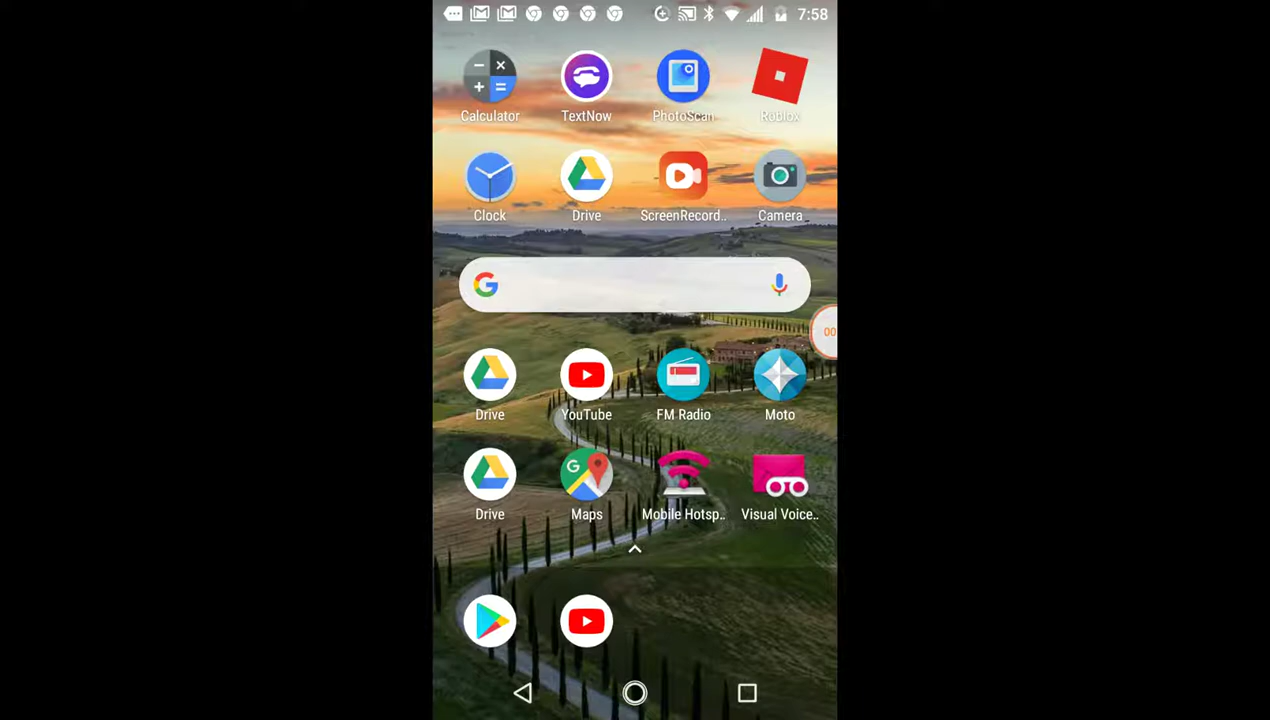 7:58
Calculator TextNow PhotoScan Roblox
Clock Drive ScreenRecord.. Camera
G
00
Drive YouTube FM Radio Moto
G
Drive Maps Mobile Hotsp.. Visual Voice..